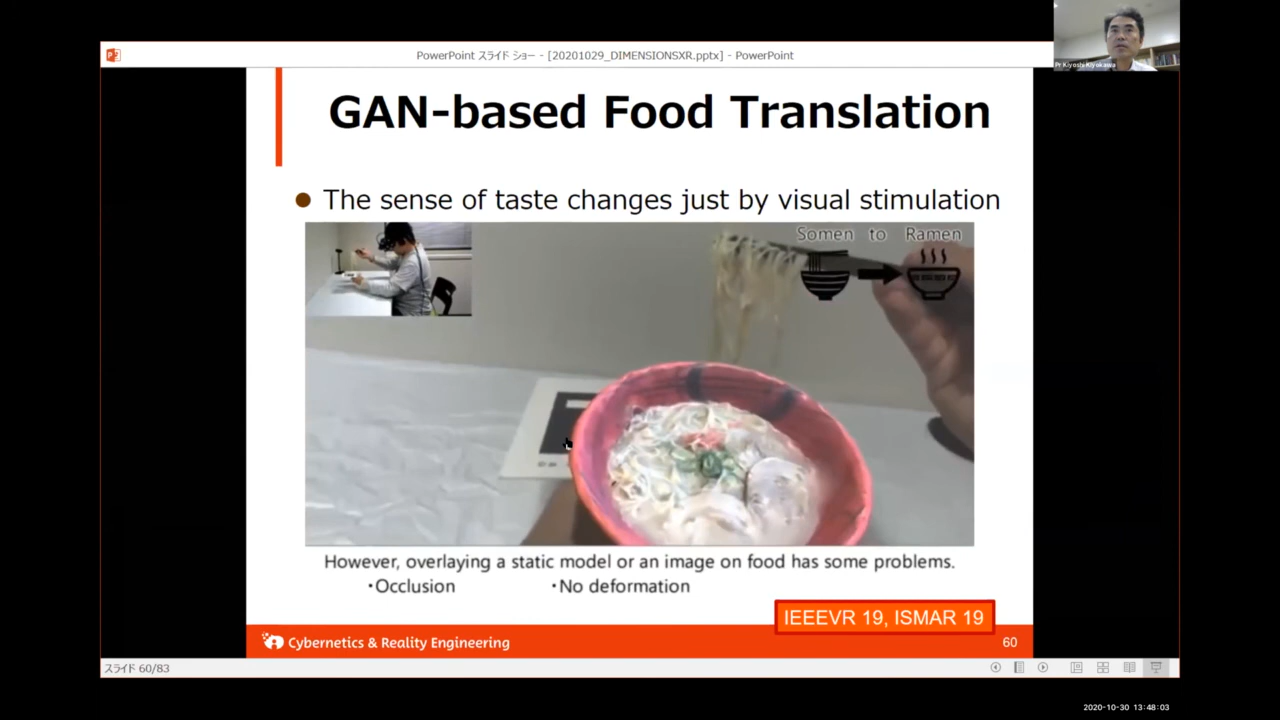 PowerPoint スライド ショー - [20201029_DIMENSIONSXR.pptx] - PowerPoint
Pr Kiyoshi Kiyokawa
GAN-based Food Translation
The sense of taste changes just by visual stimulation
Somen to Ramen
However, overlaying a static model or an image on food has some problems.
・Occlusion ・No deformation
IEEEVR 19, ISMAR 19
Cybernetics & Reality Engineering
60
スライド 60/83
2020-10-30 13:48:03